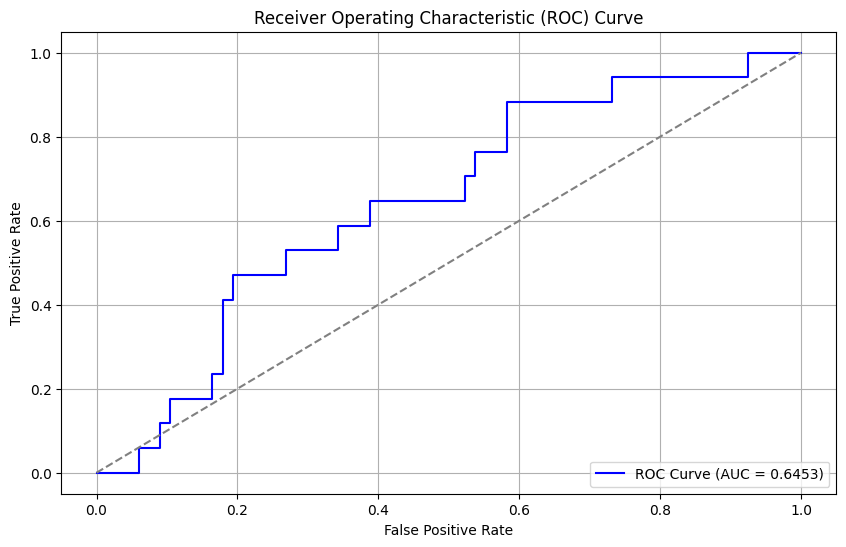 Receiver Operating Characteristic (ROC) Curve
True Positive Rate
1.0
0.8
0.6
0.4
0.2
0.0
0.0 0.2 0.4 0.6 0.8 1.0
False Positive Rate
ROC Curve (AUC = 0.6453)